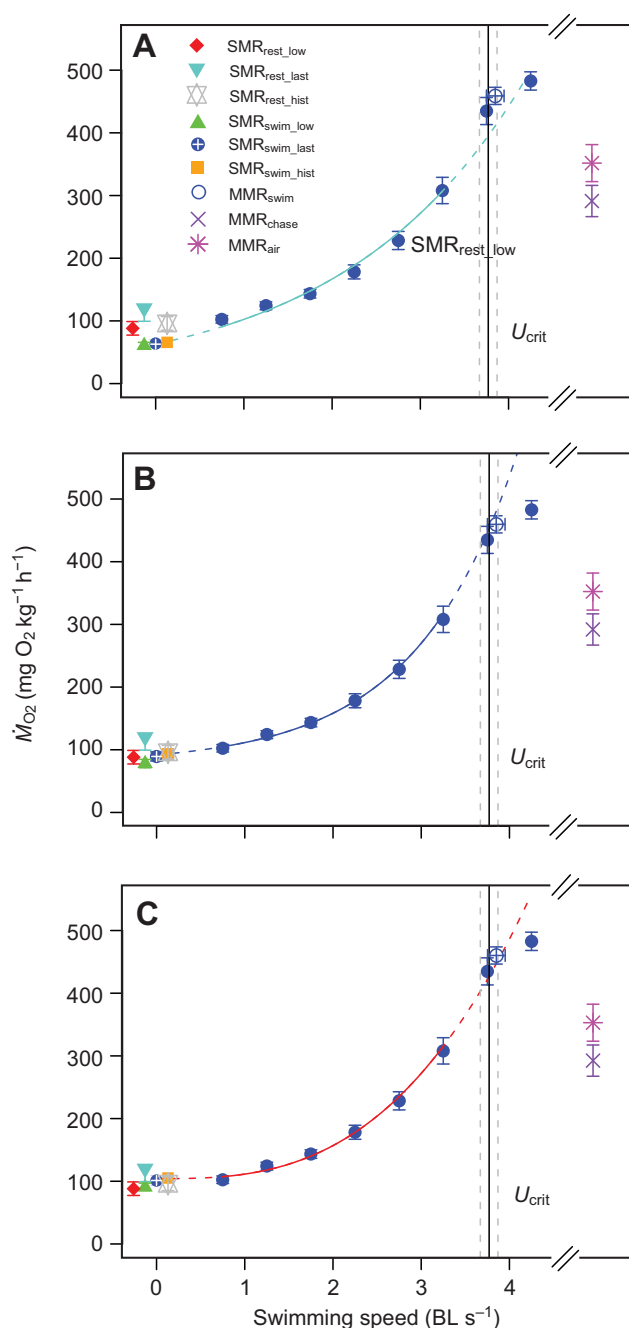 A
SMRrest_low
SMRrest_last
SMRrest_hist
SMRswim_low
SMRswim_last
SMRswim_hist
MMRswim
MMRchase
MMRair
500
400
300
200
100
0
SMRrest_low
Ucrit
B
500
400
300
200
100
0
Ucrit
ṀO2 (mg O2 kg−1 h−1)
C
500
400
300
200
100
0
Ucrit
0 1 2 3 4
Swimming speed (BL s−1)